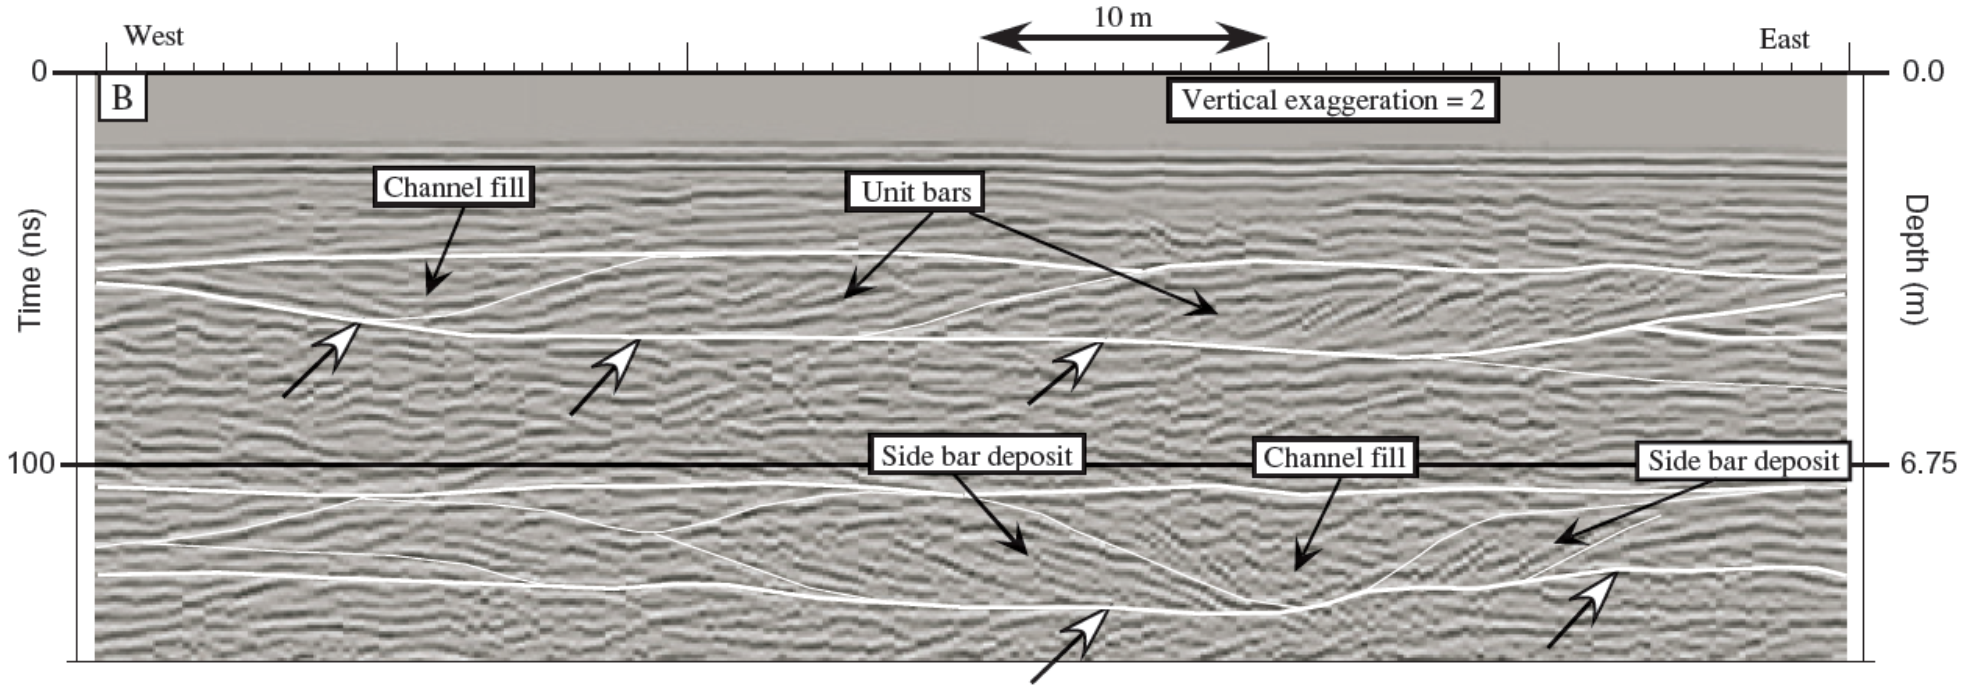 10 m
West
East
0
0.0
B
Vertical exaggeration = 2
Channel fill
Unit bars
Time (ns)
Depth (m)
Side bar deposit
Channel fill
Side bar deposit
100
6.75